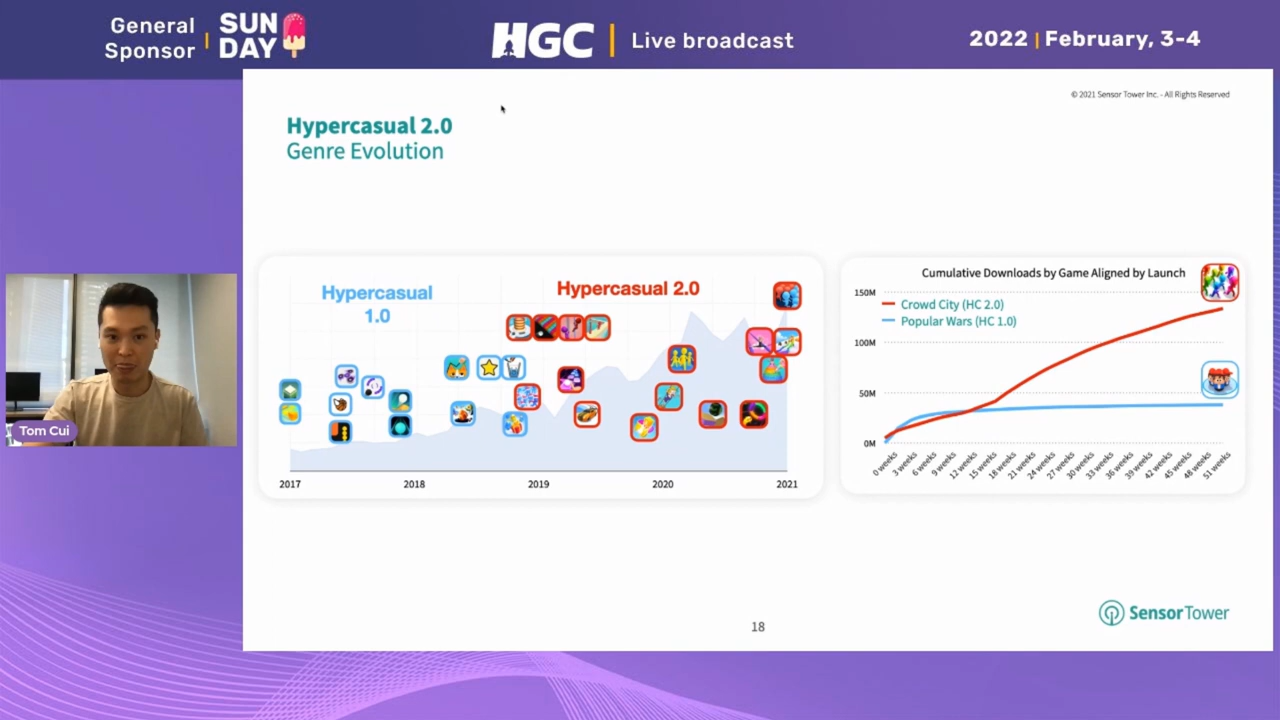 General
Sponsor
SUN
DAY
HGC
Live broadcast
2022 February, 3-4
© 2021 Sensor Tower Inc. - All Rights Reserved
Hypercasual 2.0
Genre Evolution
Hypercasual
1.0
Hypercasual 2.0
2017
2018
2019
2020
2021
Cumulative Downloads by Game Aligned by Launch
150M
Crowd City (HC 2.0)
Popular Wars (HC 1.0)
100M
50M
0M
0 weeks
3 weeks
6 weeks
9 weeks
12 weeks
15 weeks
18 weeks
21 weeks
24 weeks
27 weeks
30 weeks
33 weeks
36 weeks
39 weeks
42 weeks
45 weeks
48 weeks
51 weeks
Tom Cui
SensorTower
18